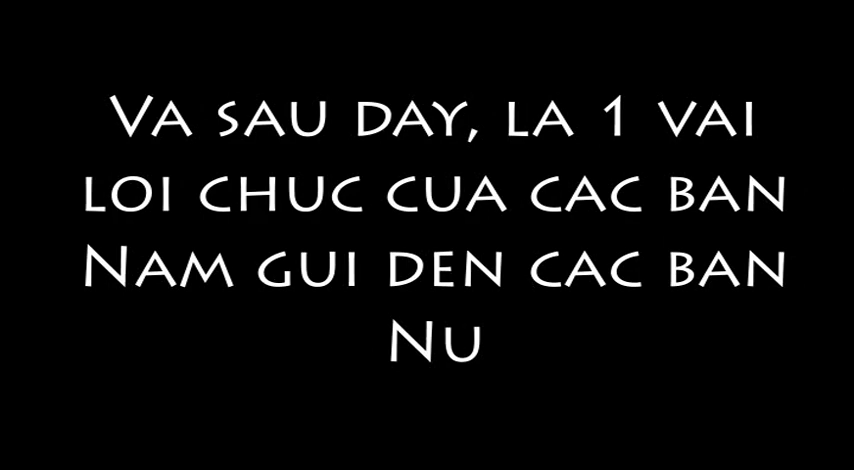 Va sau day, la 1 vai
loi chuc cua cac ban
Nam gui den cac ban
Nu